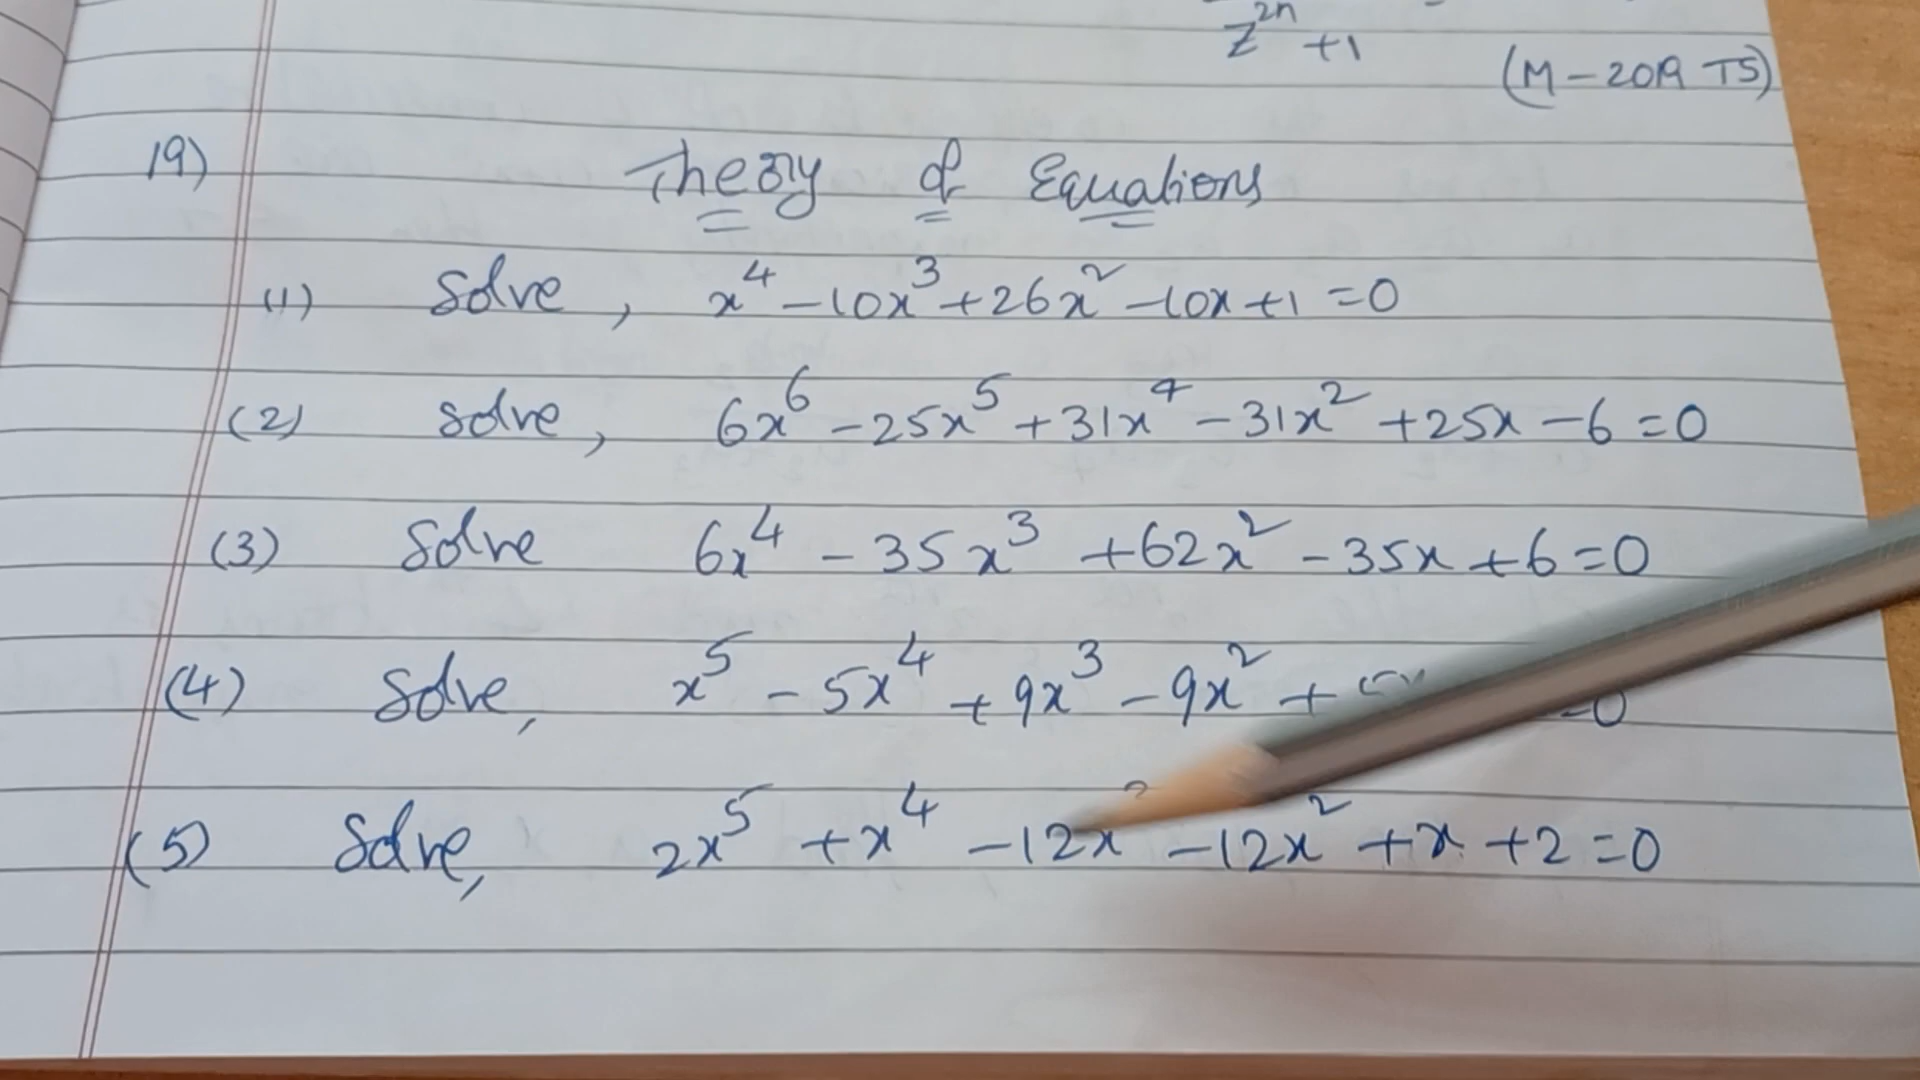 z^2n + 1
(M-2019 TS)
19) Theory of Equations
(1) Solve, x^4 - 10x^3 + 26x^2 - 10x + 1 = 0
(2) Solve, 6x^6 - 25x^5 + 31x^4 - 31x^2 + 25x - 6 = 0
(3) Solve 6x^4 - 35x^3 + 62x^2 - 35x + 6 = 0
(4) Solve, x^5 - 5x^4 + 9x^3 - 9x^2 + =0
(5) Solve, 2x^5 + x^4 - 12x - 12x^2 + x + 2 = 0